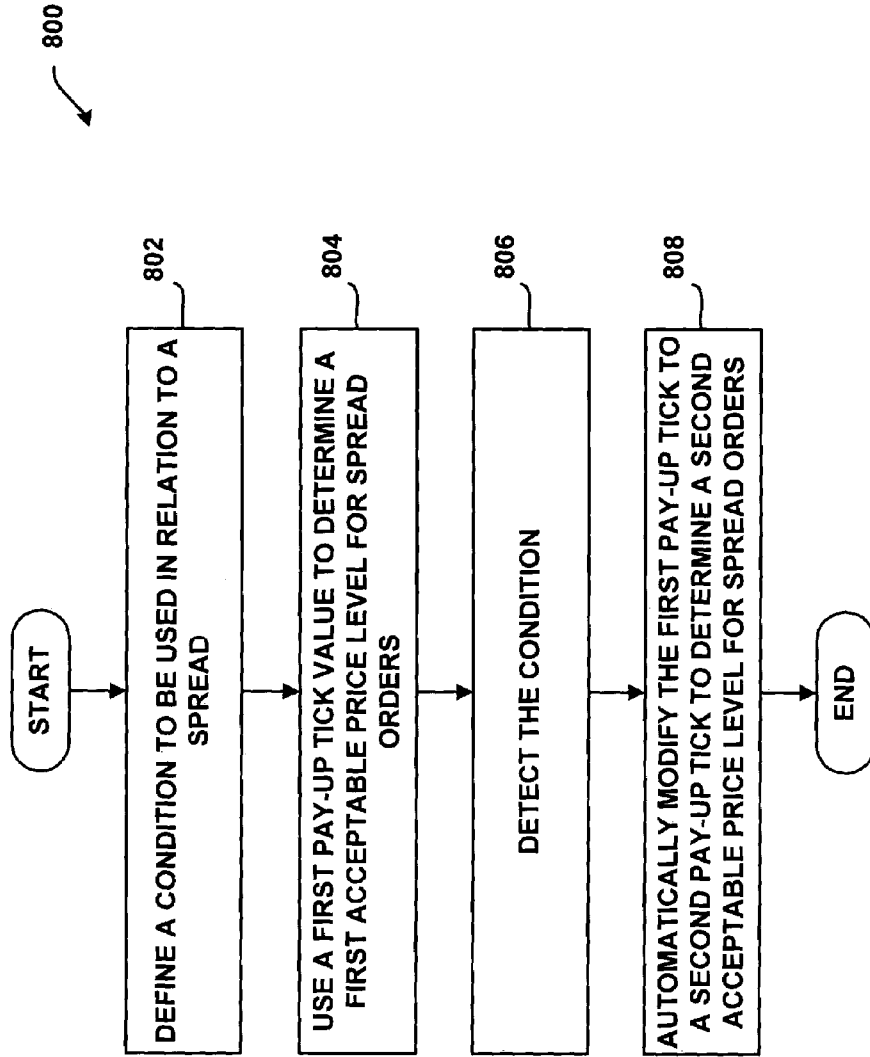 800
START
802
DEFINE A CONDITION TO BE USED IN RELATION TO A
SPREAD
804
USE A FIRST PAY-UP TICK VALUE TO DETERMINE A
FIRST ACCEPTABLE PRICE LEVEL FOR SPREAD
ORDERS
806
DETECT THE CONDITION
808
AUTOMATICALLY MODIFY THE FIRST PAY-UP TICK TO
A SECOND PAY-UP TICK TO DETERMINE A SECOND
ACCEPTABLE PRICE LEVEL FOR SPREAD ORDERS
END